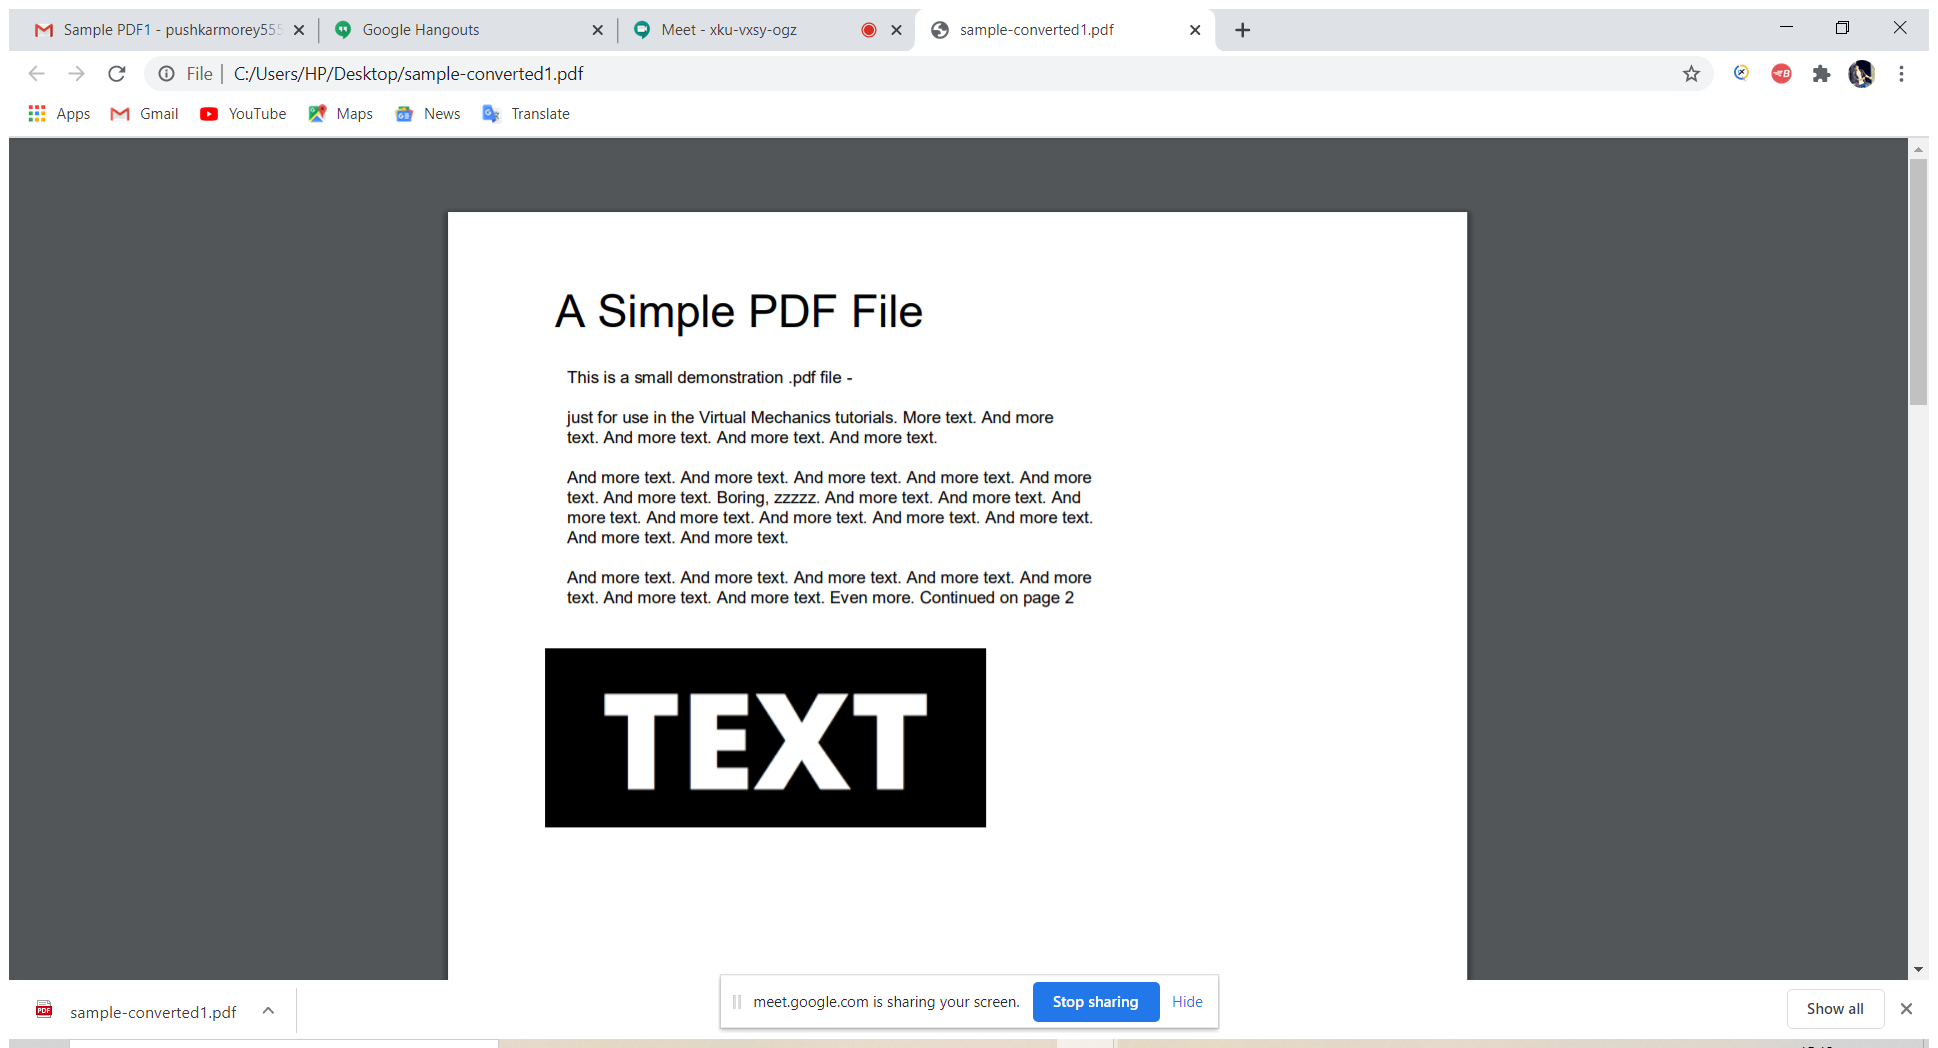 Sample PDF1 - pushkarmorey555
Google Hangouts
Meet - xku-vxsy-ogz
sample-converted1.pdf
File | C:/Users/HP/Desktop/sample-converted1.pdf
Apps Gmail YouTube Maps News Translate
A Simple PDF File
This is a small demonstration .pdf file -
just for use in the Virtual Mechanics tutorials. More text. And more
text. And more text. And more text. And more text.
And more text. And more text. And more text. And more text. And more
text. And more text. Boring, zzzzz. And more text. And more text. And
more text. And more text. And more text. And more text. And more text.
And more text. And more text.
And more text. And more text. And more text. And more text. And more
text. And more text. And more text. Even more. Continued on page 2
TEXT
sample-converted1.pdf
meet.google.com is sharing your screen. Stop sharing Hide
Show all